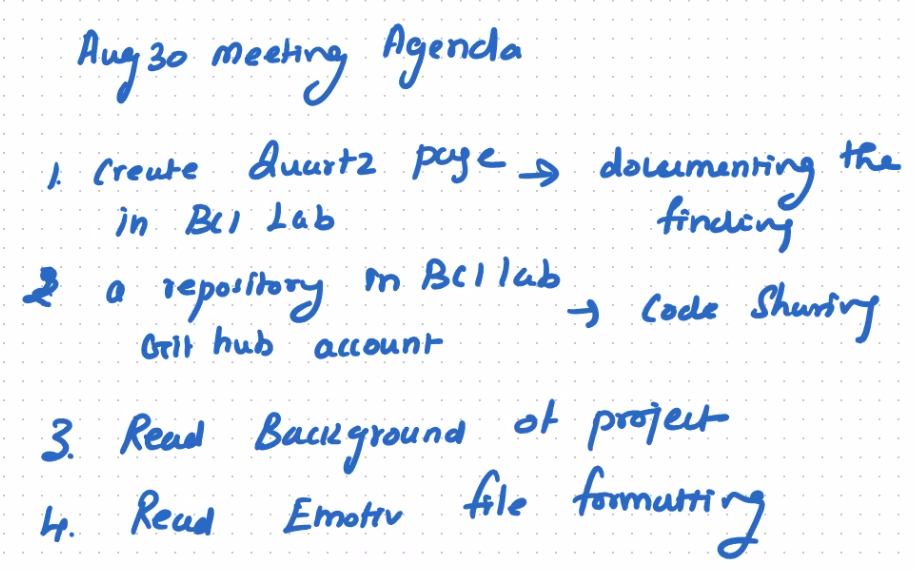 Aug 30 meeting Agenda
1. Create Quartz page → documenting the
in BCI Lab finding
2 a repository in BCI lab
Git hub account → Code Sharing
3. Read Background of project
4. Read Emotiv file formatting